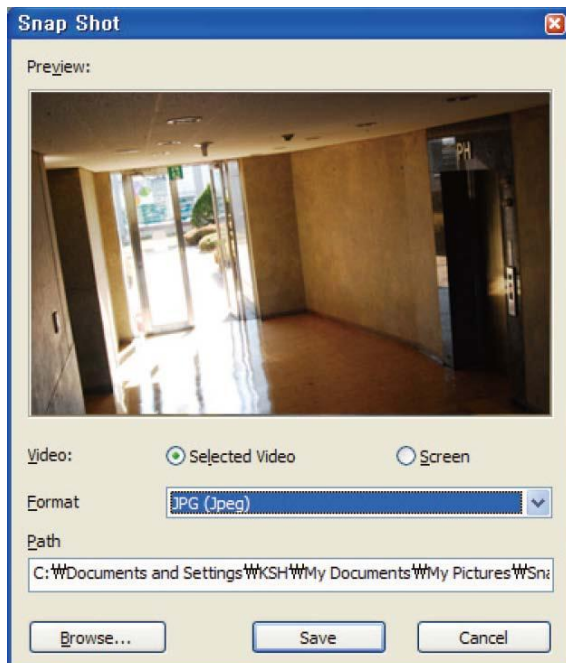 Snap Shot
Preview:
PH
Video: Selected Video Screen
Format JPG (Jpeg)
Path
C:₩Documents and Settings₩KSH₩My Documents₩My Pictures₩Sna
Browse... Save Cancel